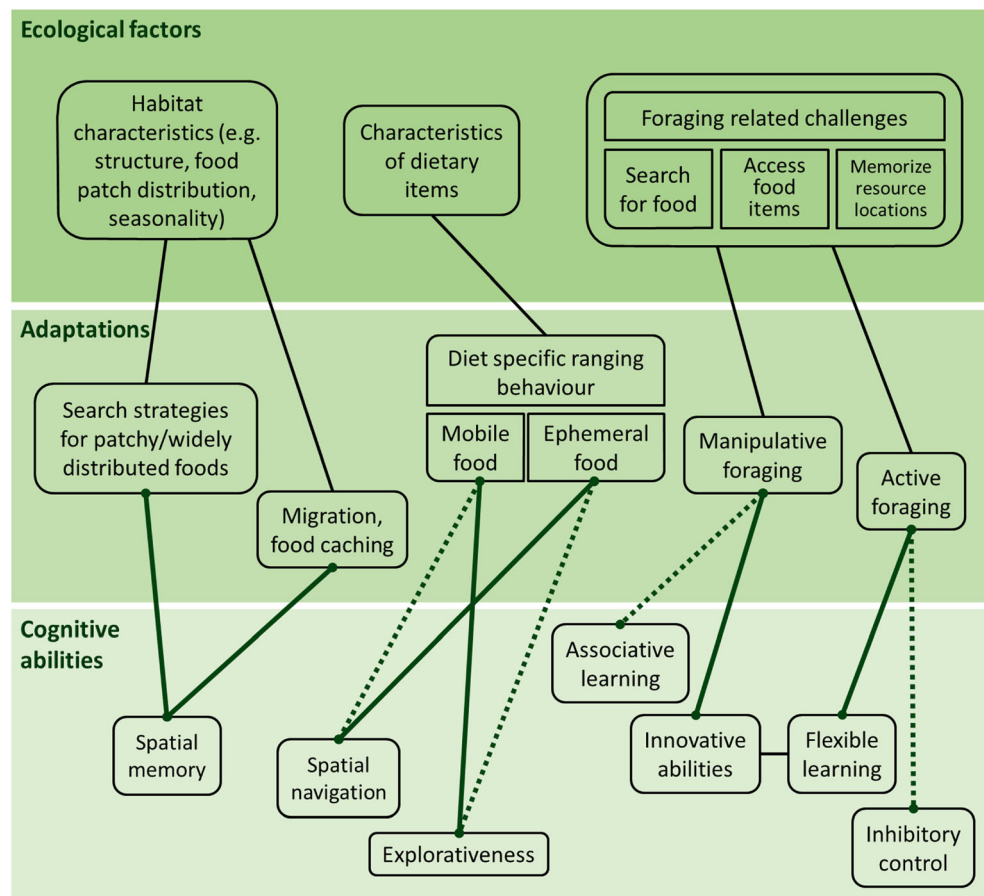 Ecological factors
Habitat
characteristics (e.g.
structure, food
patch distribution,
seasonality)
Characteristics
of dietary
items
Foraging related challenges
Search
for food
Access
food
items
Memorize
resource
locations
Adaptations
Search strategies
for patchy/widely
distributed foods
Migration,
food caching
Diet specific ranging
behaviour
Mobile
food
Ephemeral
food
Manipulative
foraging
Active
foraging
Cognitive
abilities
Spatial
memory
Spatial
navigation
Explorativeness
Associative
learning
Innovative
abilities
Flexible
learning
Inhibitory
control